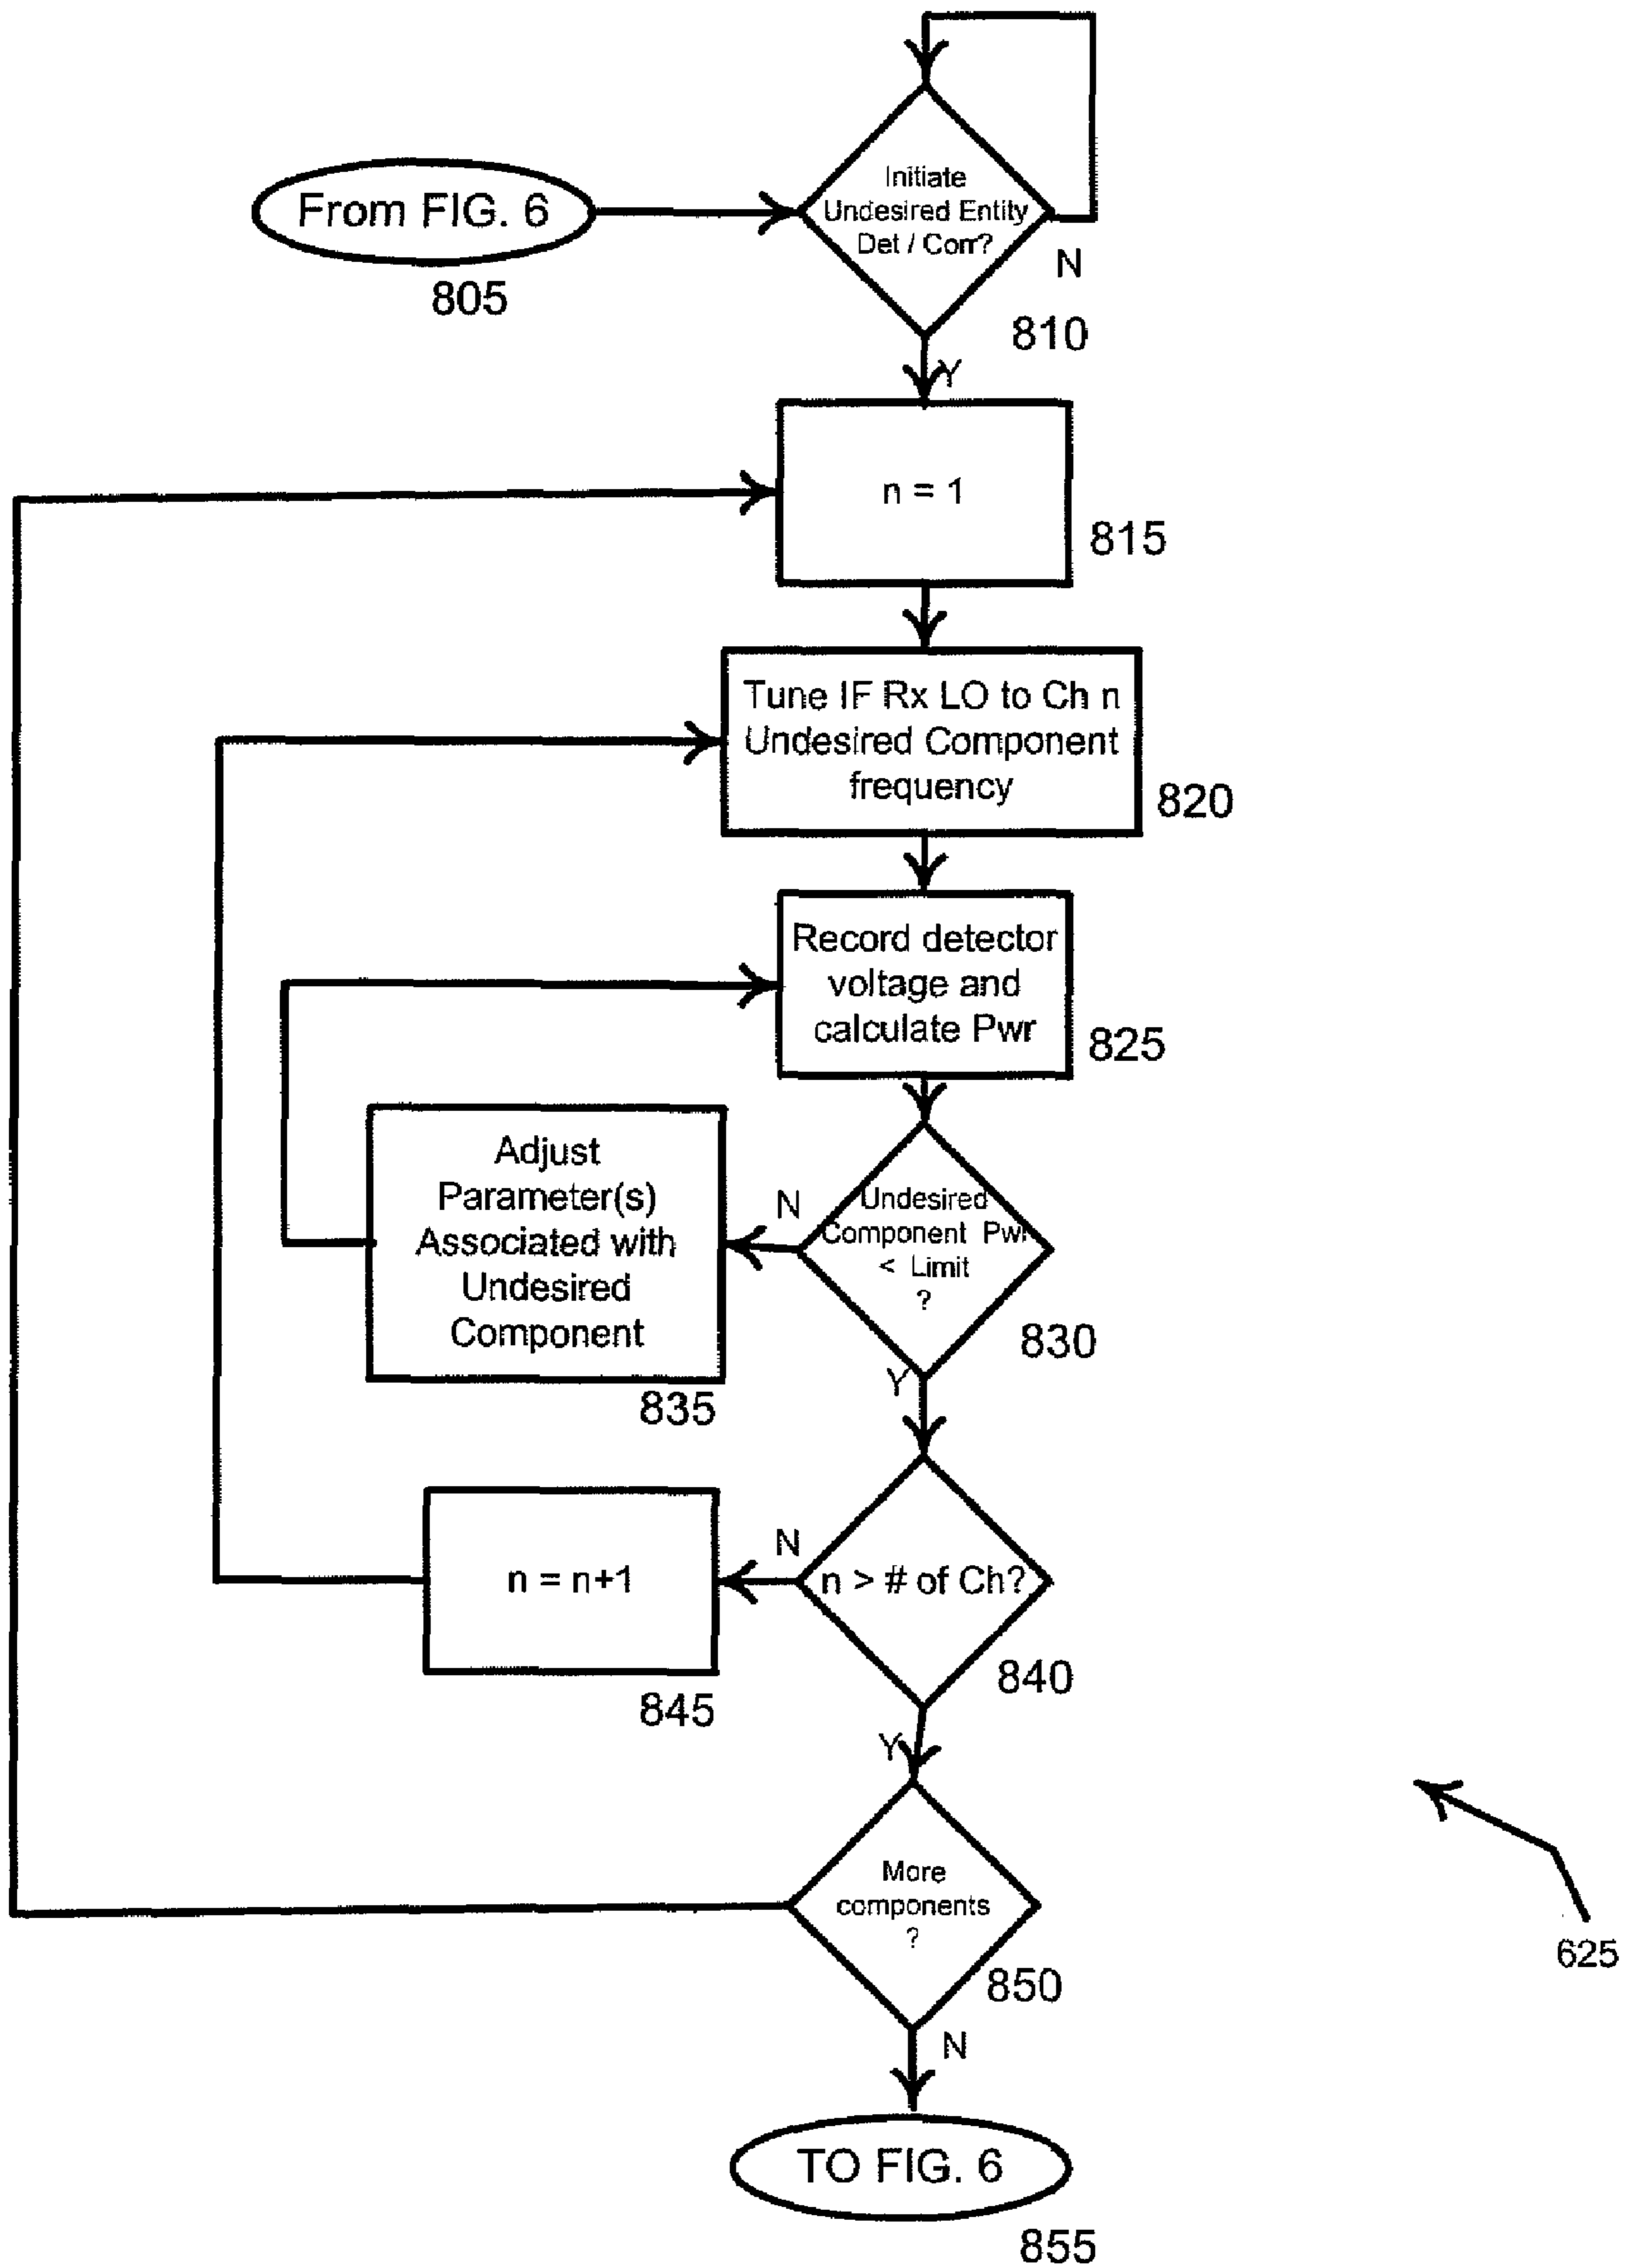 From FIG. 6
805
Initiate
Undesired Entity
Det / Corr?
N
810
Y
n = 1
815
Tune IF Rx LO to Ch n
Undesired Component
frequency
820
Record detector
voltage and
calculate Pwr
825
Undesired
Component Pwr
< Limit
?
N
830
Y
Adjust
Parameter(s)
Associated with
Undesired
Component
835
n > # of Ch?
N
840
Y
n = n+1
845
More
components
?
850
N
625
TO FIG. 6
855